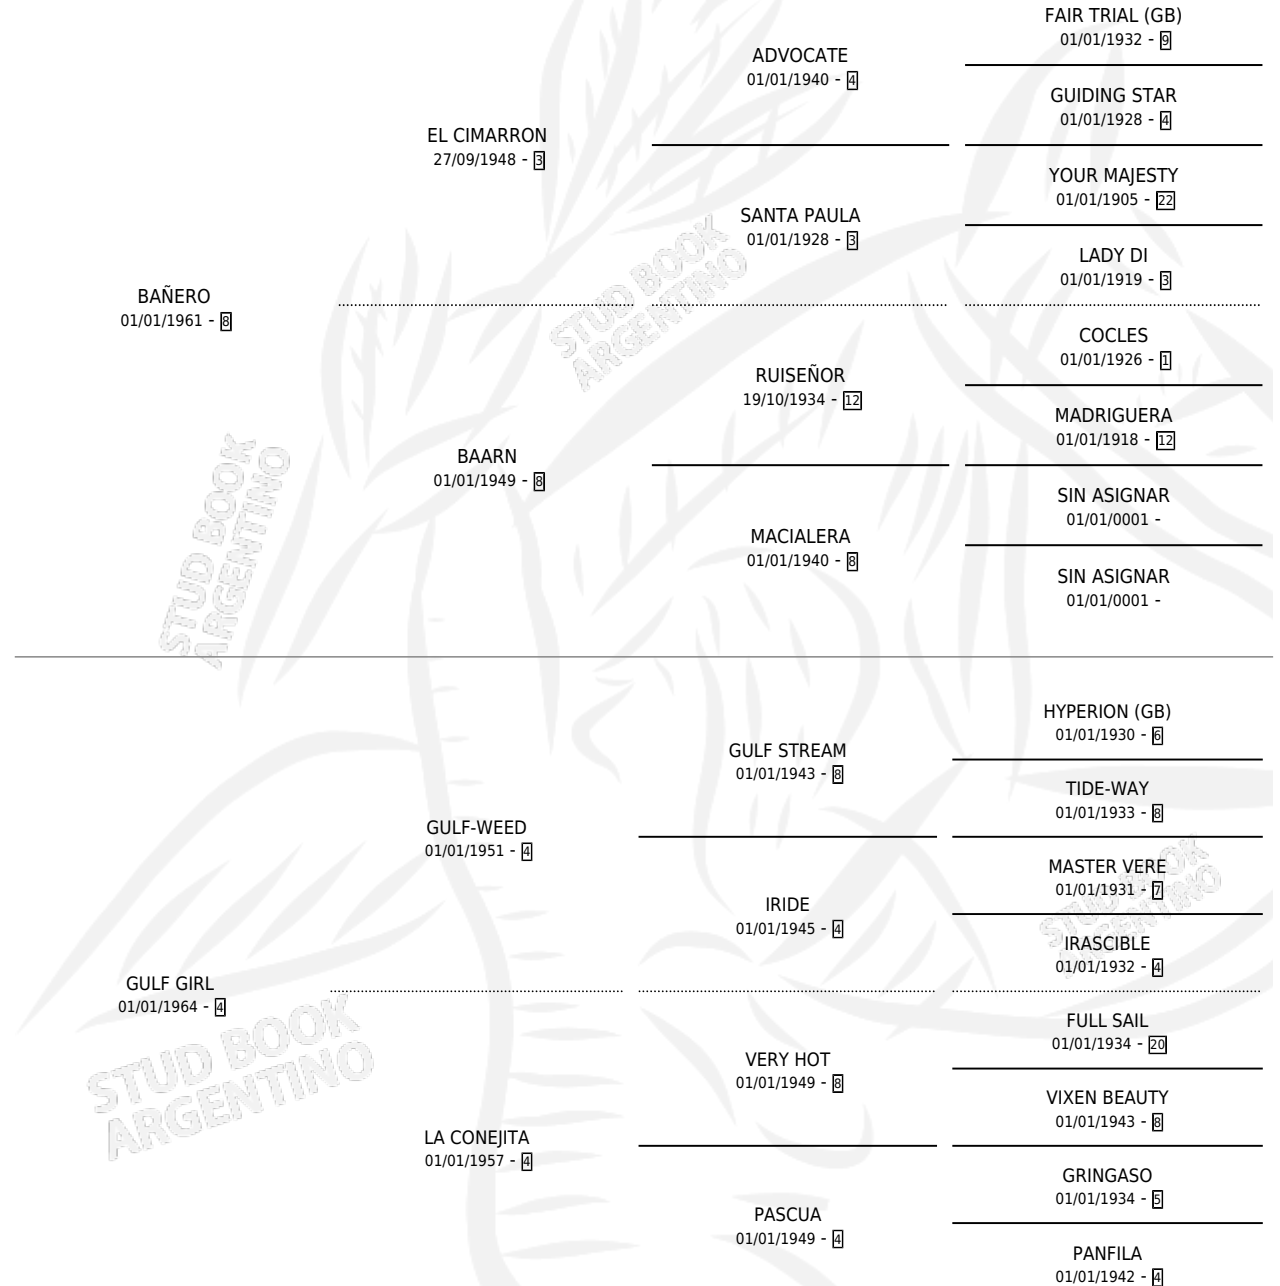 FAIR TRIAL (GB)
01/01/1932 - 9
ADVOCATE
01/01/1940 - 4
GUIDING STAR
01/01/1928 - 4
EL CIMARRON
27/09/1948 - 3
YOUR MAJESTY
01/01/1905 - 22
SANTA PAULA
01/01/1928 - 3
LADY DI
01/01/1919 - 3
BAÑERO
01/01/1961 - 8
COCLES
01/01/1926 - 1
RUISEÑOR
19/10/1934 - 12
MADRIGUERA
01/01/1918 - 12
BAARN
01/01/1949 - 8
SIN ASIGNAR
01/01/0001 -
MACIALERA
01/01/1940 - 8
SIN ASIGNAR
01/01/0001 -
HYPERION (GB)
01/01/1930 - 6
GULF STREAM
01/01/1943 - 8
TIDE-WAY
01/01/1933 - 8
GULF-WEED
01/01/1951 - 4
MASTER VERE
01/01/1931 - 7
IRIDE
01/01/1945 - 4
IRASCIBLE
01/01/1932 - 4
GULF GIRL
01/01/1964 - 4
FULL SAIL
01/01/1934 - 20
VERY HOT
01/01/1949 - 8
VIXEN BEAUTY
01/01/1943 - 8
LA CONEJITA
01/01/1957 - 4
GRINGASO
01/01/1934 - 5
PASCUA
01/01/1949 - 4
PANFILA
01/01/1942 - 4
STUD BOOK
ARGENTINO
STUD BOOK
ARGENTINO
STUD BOOK
ARGENTINO
STUD BOOK
ARGENTINO